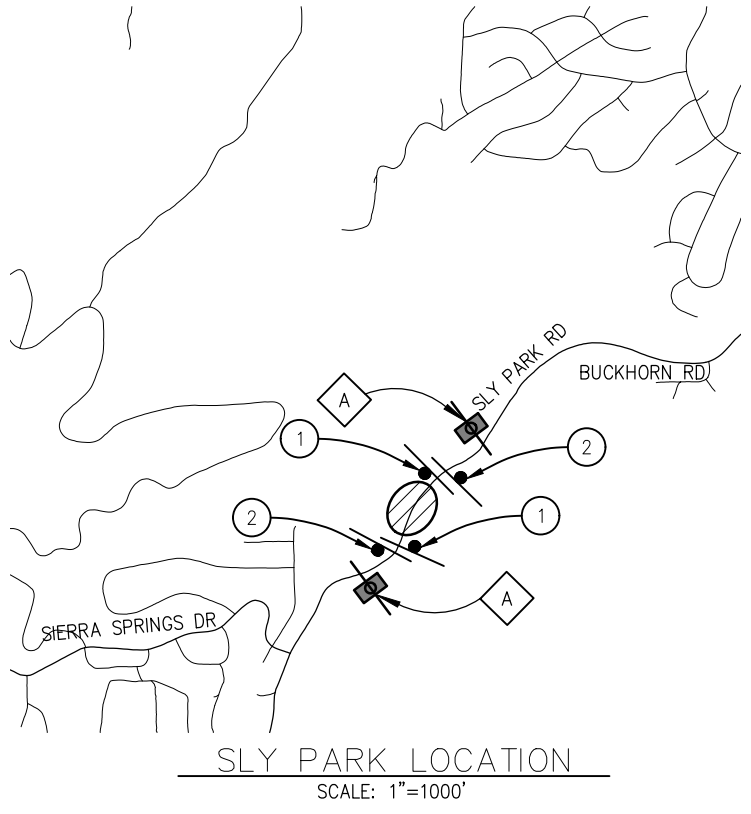 SLY PARK RD
BUCKHORN RD
A
1
2
2
1
A
SIERRA SPRINGS DR
SLY PARK LOCATION
SCALE: 1"=1000'